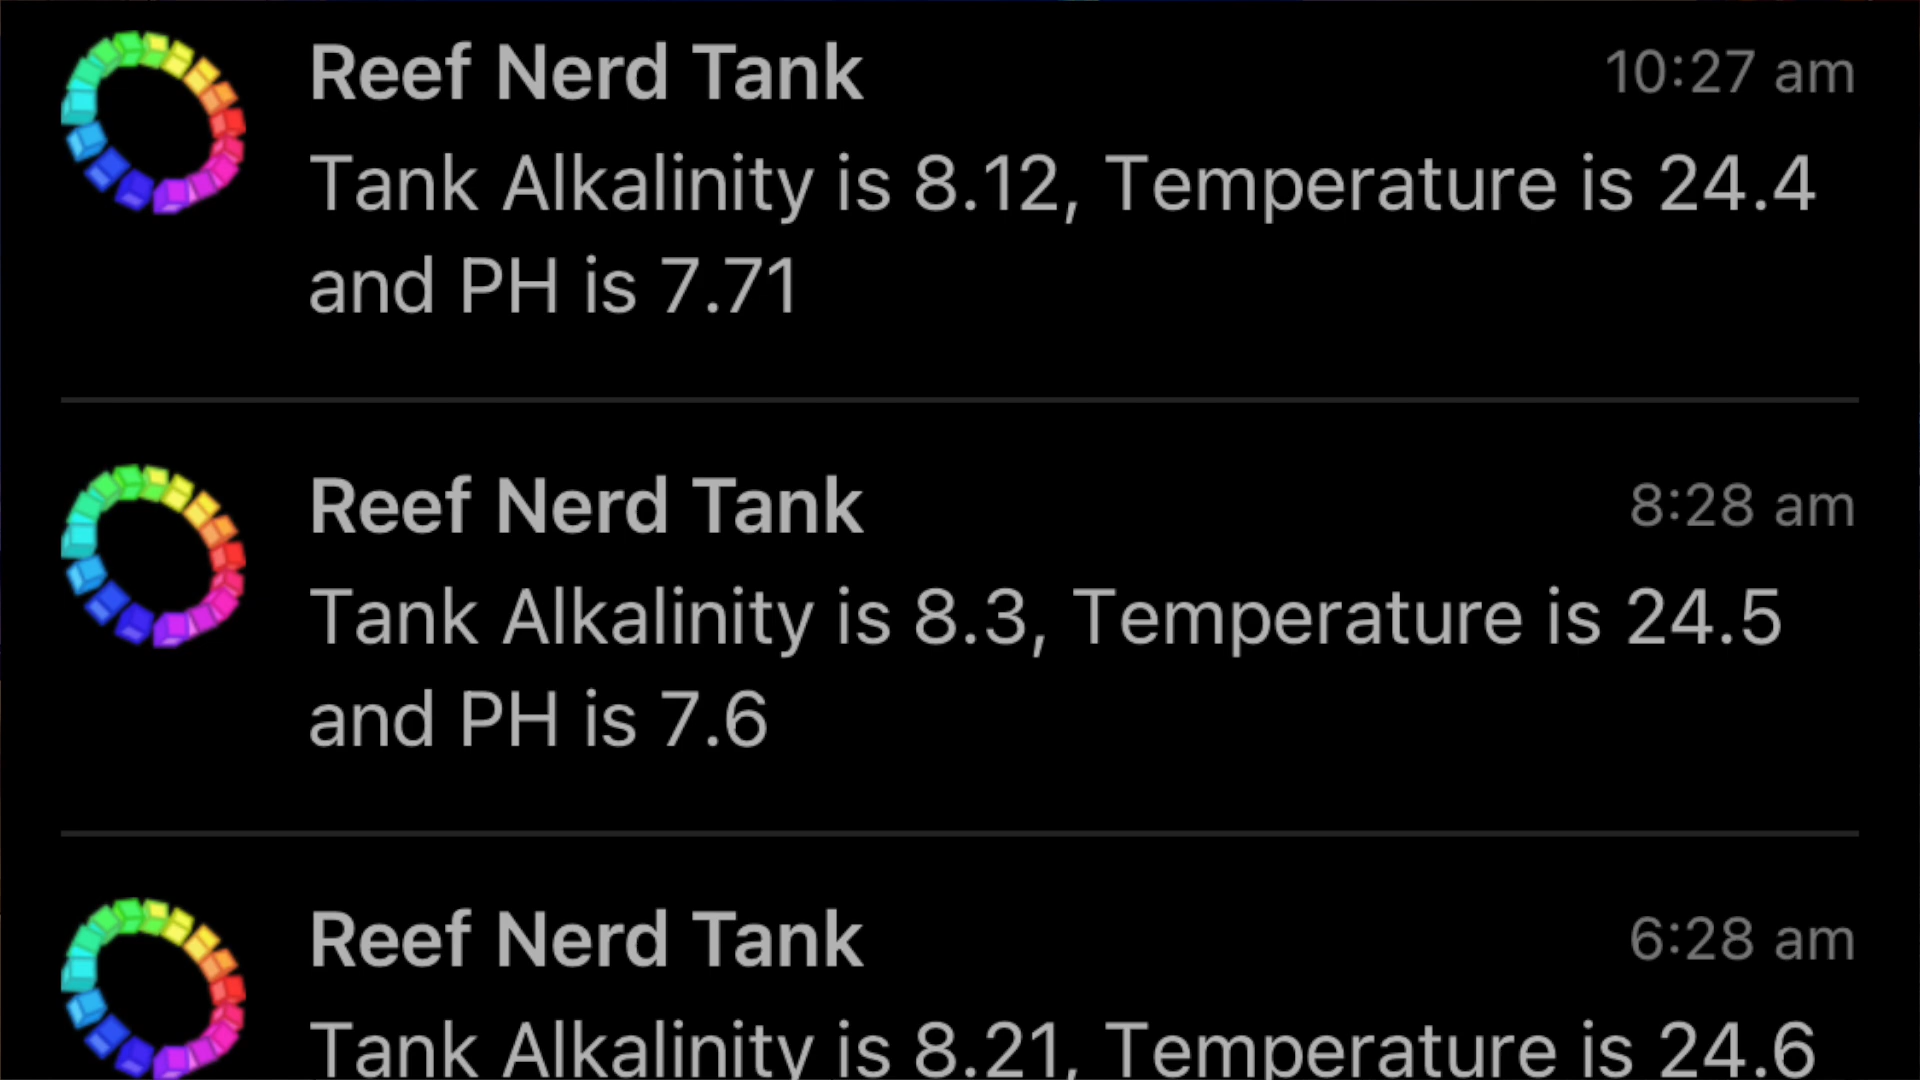 Reef Nerd Tank 10:27 am
Tank Alkalinity is 8.12, Temperature is 24.4
and PH is 7.71
Reef Nerd Tank 8:28 am
Tank Alkalinity is 8.3, Temperature is 24.5
and PH is 7.6
Reef Nerd Tank 6:28 am
Tank Alkalinity is 8.21, Temperature is 24.6